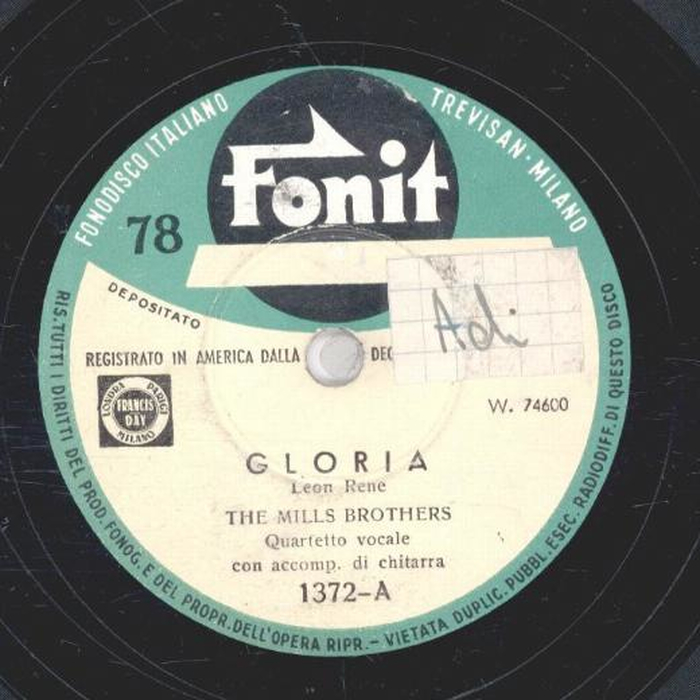 FONODISCO ITALIANO TREVISAN·MILANO
Fonit
78
DEPOSITATO
REGISTRATO IN AMERICA DALLA DEC
Adi
LONDRA PARIGI
FRANCIS
DAY
MILANO
W. 74600
GLORIA
Leon Rene
THE MILLS BROTHERS
Quartetto vocale
con accomp. di chitarra
1372-A
RIS. TUTTI I DIRITTI DEL PROD. FONOG. E DEL PROPR. DELL'OPERA RIPR. – VIETATA DUPLIC. PUBBL. ESEC. RADIODIFF. DI QUESTO DISCO